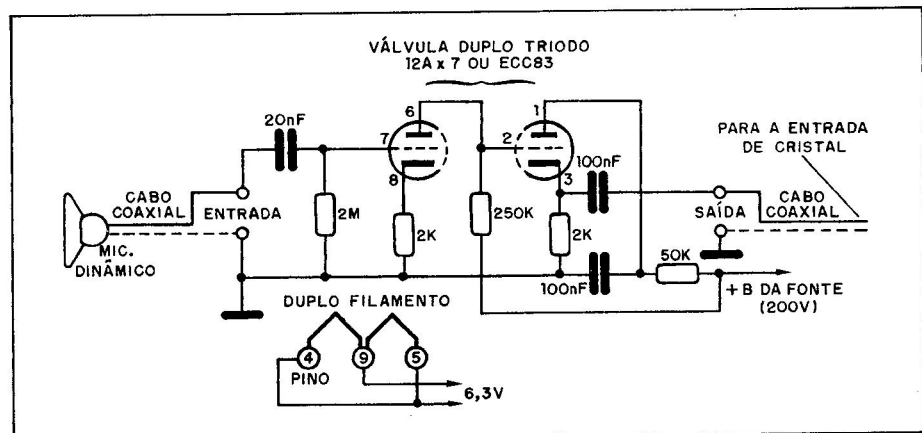 VÁLVULA DUPLO TRIODO
12A x 7 OU ECC83
20nF
6
7
8
1
2
3
100nF
PARA A ENTRADA
DE CRISTAL
CABO
COAXIAL
ENTRADA
MIC.
DINÂMICO
2M
2K
250K
2K
SAÍDA
CABO
COAXIAL
100nF
50K
+B DA FONTE
(200V)
DUPLO FILAMENTO
4
9
5
PINO
6,3V